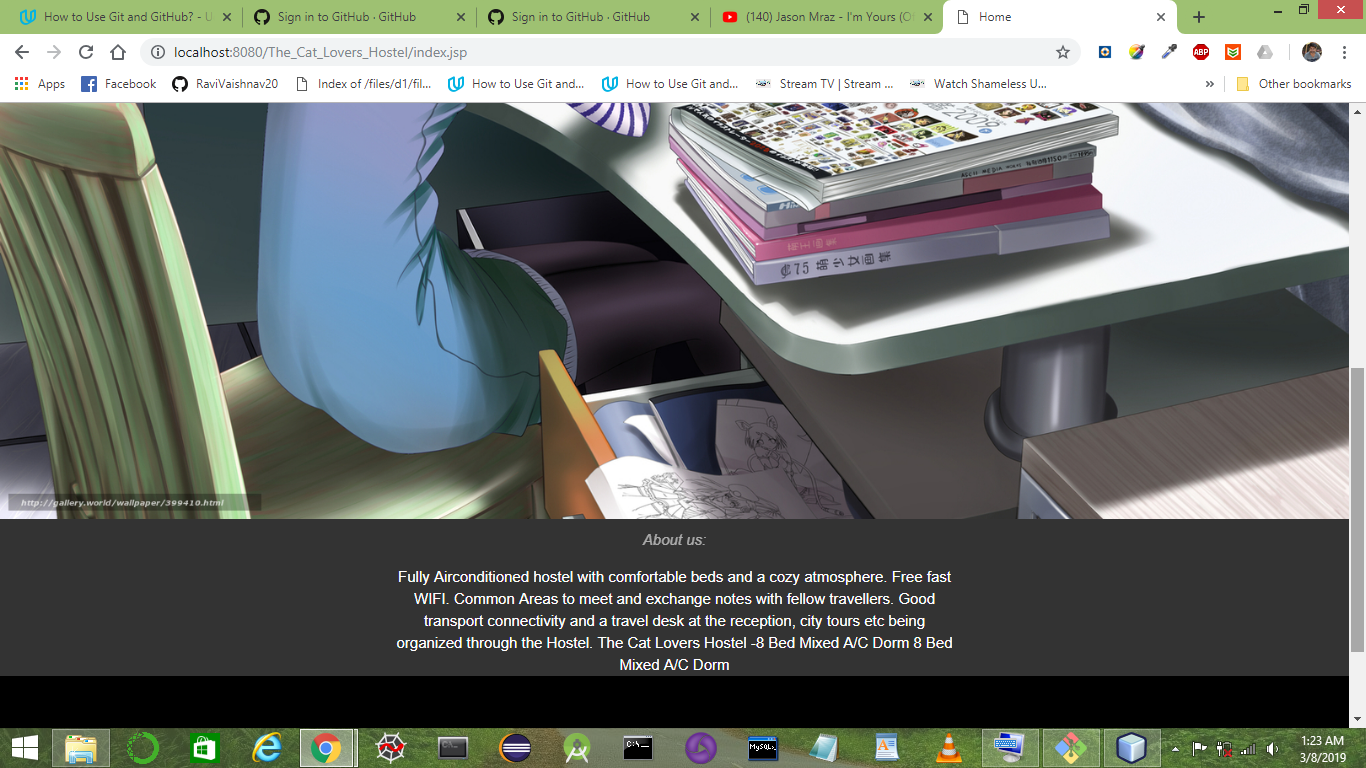 How to Use Git and GitHub? - U
Sign in to GitHub · GitHub
Sign in to GitHub · GitHub
(140) Jason Mraz - I'm Yours (O
Home
localhost:8080/The_Cat_Lovers_Hostel/index.jsp
ABP
Apps
Facebook
RaviVaishnav20
Index of /files/d1/fil...
How to Use Git and...
How to Use Git and...
Stream TV | Stream ...
Watch Shameless U...
»
Other bookmarks
2009
75
http://gallery.world/wallpaper/399410.html
About us:
Fully Airconditioned hostel with comfortable beds and a cozy atmosphere. Free fast
WIFI. Common Areas to meet and exchange notes with fellow travellers. Good
transport connectivity and a travel desk at the reception, city tours etc being
organized through the Hostel. The Cat Lovers Hostel -8 Bed Mixed A/C Dorm 8 Bed
Mixed A/C Dorm
C:\_
MySQL
1:23 AM
3/8/2019